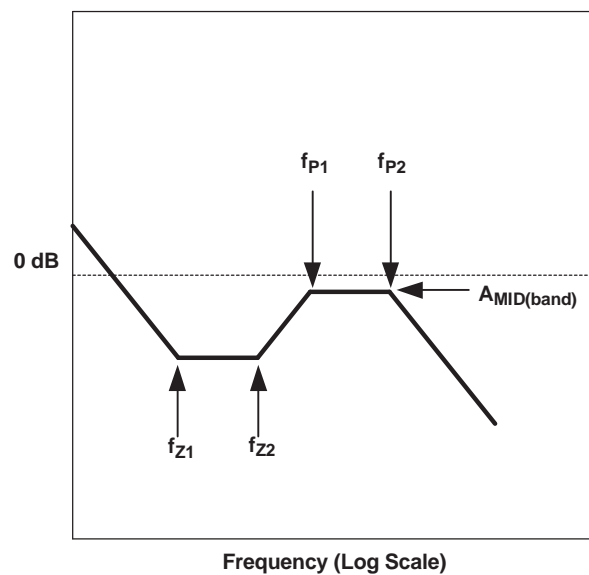 fP1
fP2
0 dB
AMID(band)
fZ1
fZ2
Frequency (Log Scale)